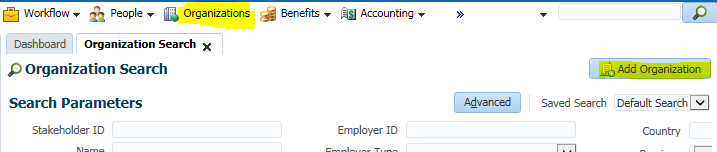 Workflow People Organizations Benefits Accounting »
Dashboard Organization Search
Organization Search Add Organization
Search Parameters Advanced Saved Search Default Search
Stakeholder ID Employer ID Country
Name Employer Type